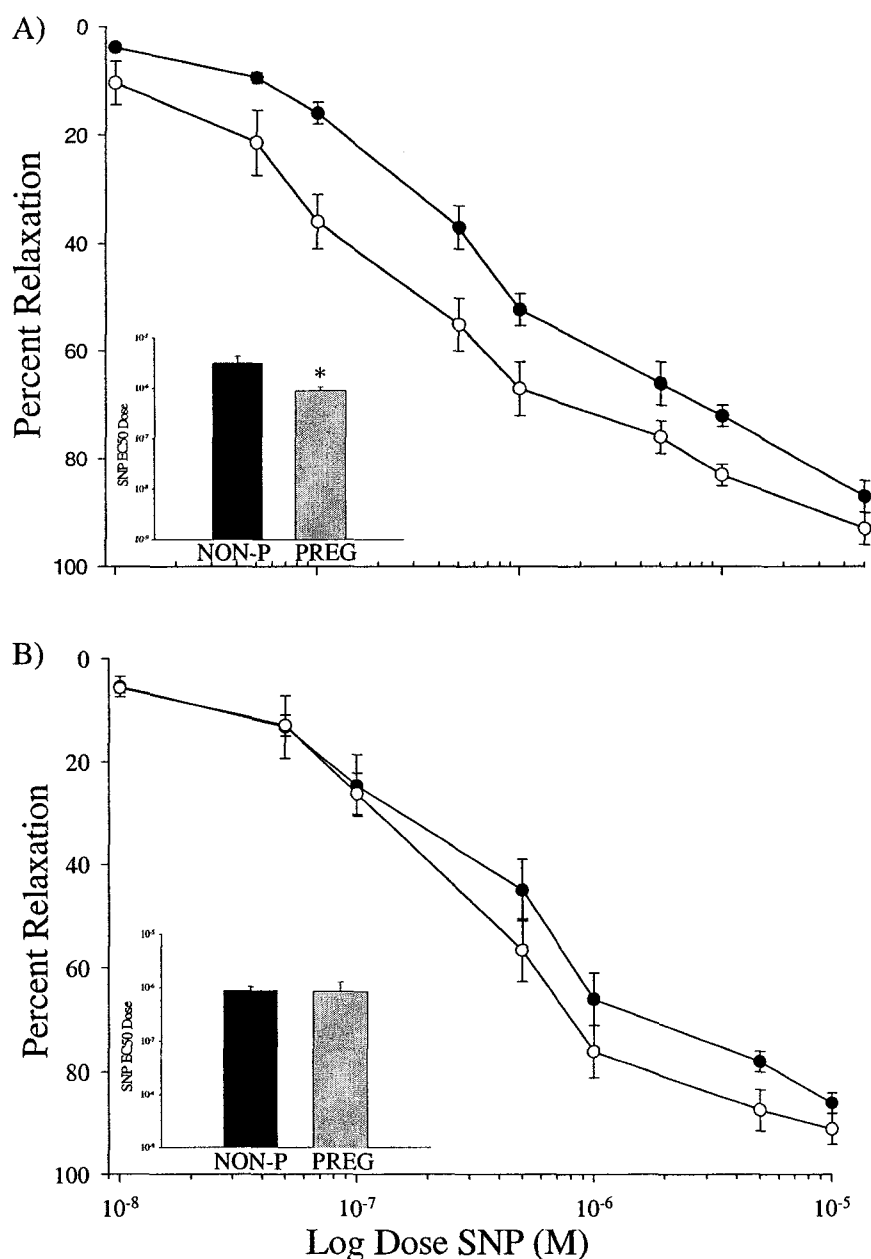 A)
0
20
40
60
80
100
Percent Relaxation
SNP EC50 Dose
*
NON-P PREG
B)
0
20
40
60
80
100
Percent Relaxation
SNP EC50 Dose
NON-P PREG
10-8 10-7 10-6 10-5
Log Dose SNP (M)